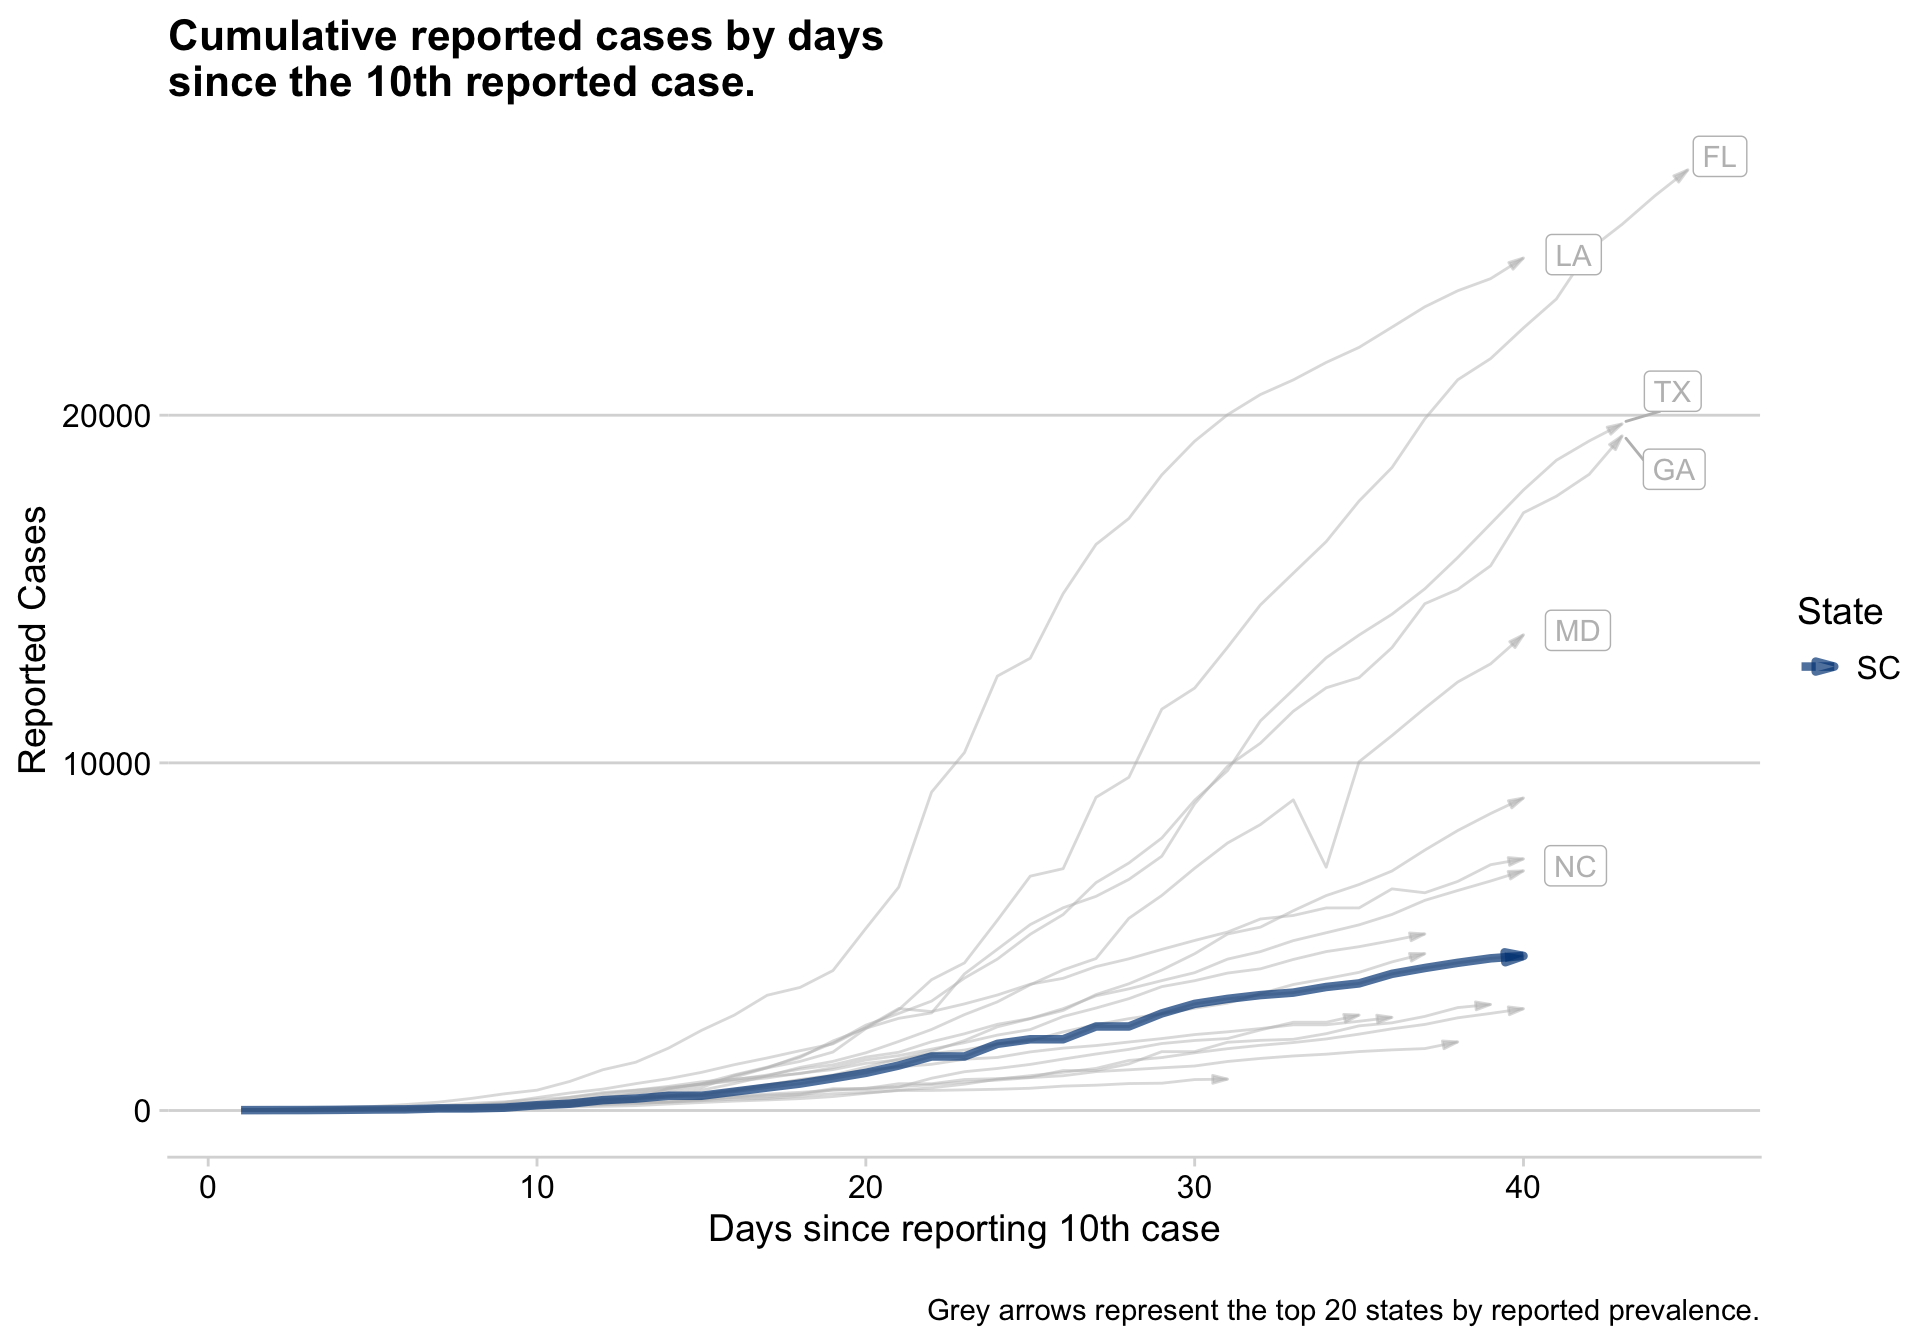 Cumulative reported cases by days
since the 10th reported case.
FL
LA
TX
20000
GA
Reported Cases
State
MD
SC
10000
NC
0
0 10 20 30 40
Days since reporting 10th case
Grey arrows represent the top 20 states by reported prevalence.